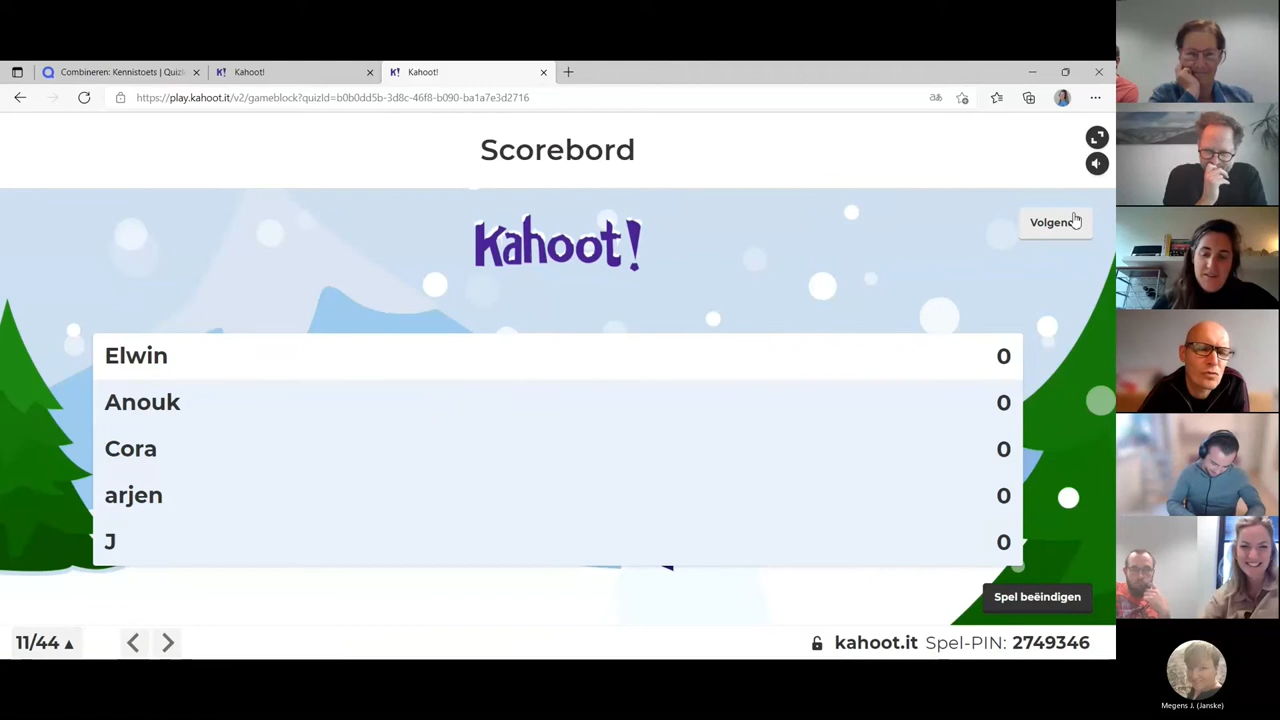 Combineren: Kennistoets | Quizl
Kahoot!
Kahoot!
https://play.kahoot.it/v2/gameblock?quizId=b0b0dd5b-3d8c-46f8-b090-ba1a7e3d2716
Scorebord
Kahoot!
Volgend
Elwin 0
Anouk 0
Cora 0
arjen 0
J 0
Spel beëindigen
11/44
kahoot.it Spel-PIN: 2749346
Megens J. (Janske)